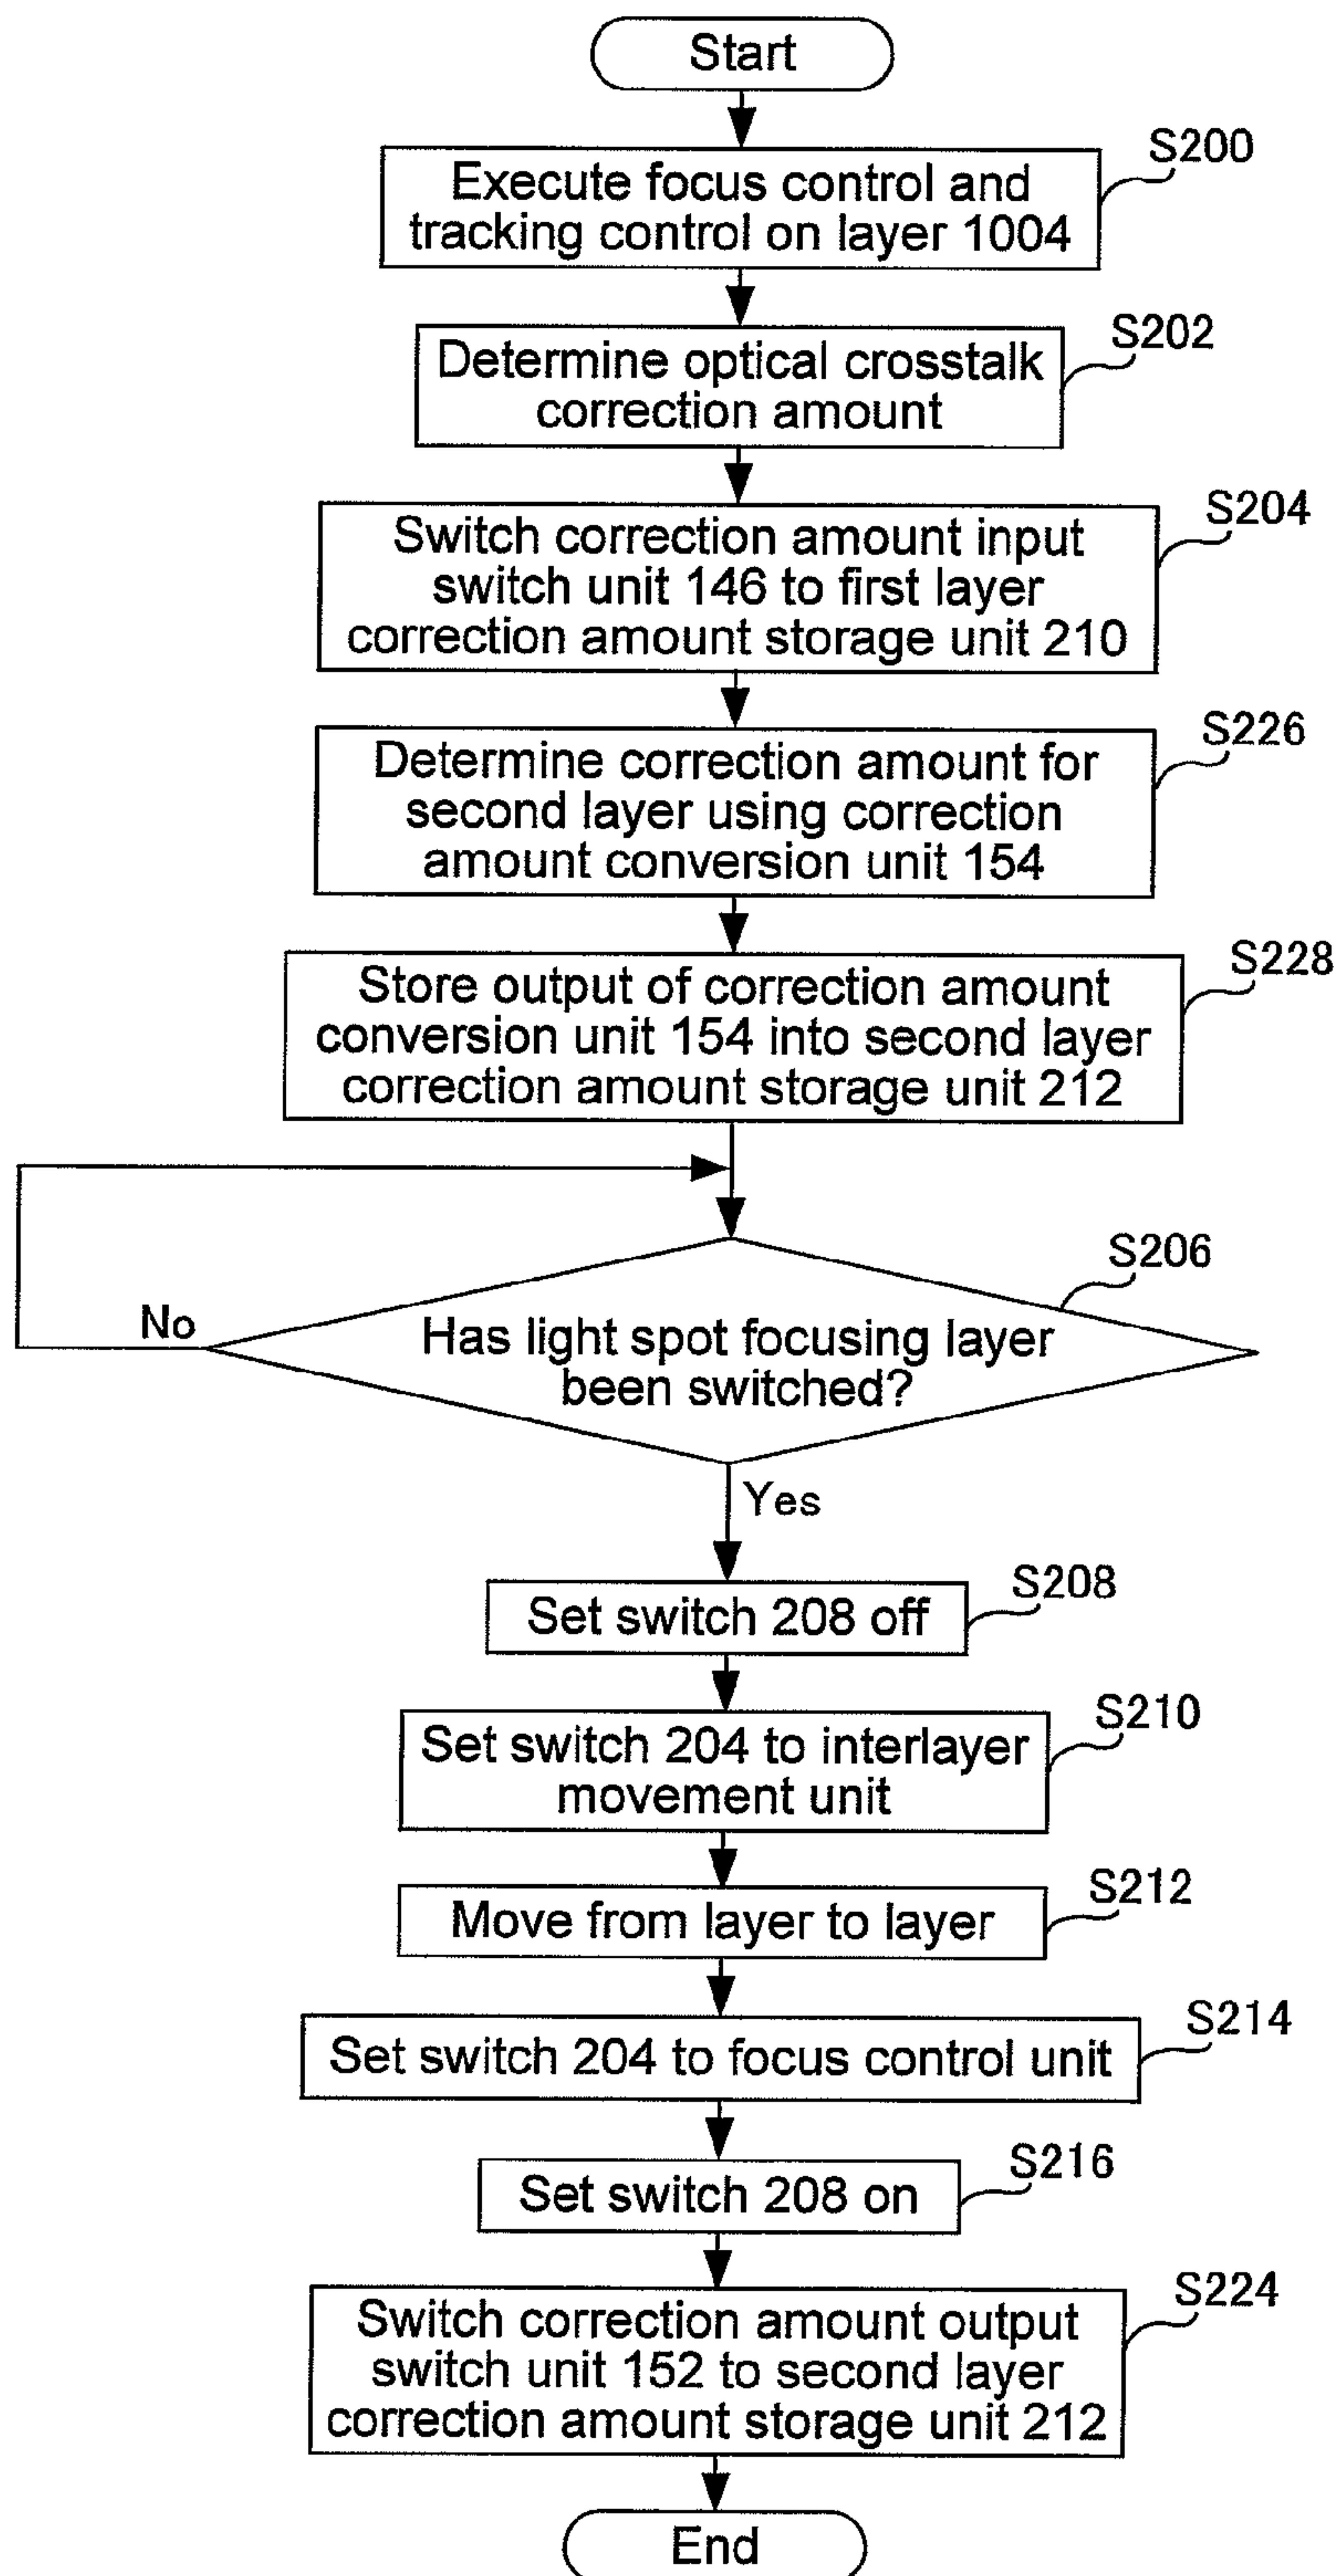 Start
S200
Execute focus control and
tracking control on layer 1004
S202
Determine optical crosstalk
correction amount
S204
Switch correction amount input
switch unit 146 to first layer
correction amount storage unit 210
S226
Determine correction amount for
second layer using correction
amount conversion unit 154
S228
Store output of correction amount
conversion unit 154 into second layer
correction amount storage unit 212
S206
No
Has light spot focusing layer
been switched?
Yes
S208
Set switch 208 off
S210
Set switch 204 to interlayer
movement unit
S212
Move from layer to layer
S214
Set switch 204 to focus control unit
S216
Set switch 208 on
S224
Switch correction amount output
switch unit 152 to second layer
correction amount storage unit 212
End